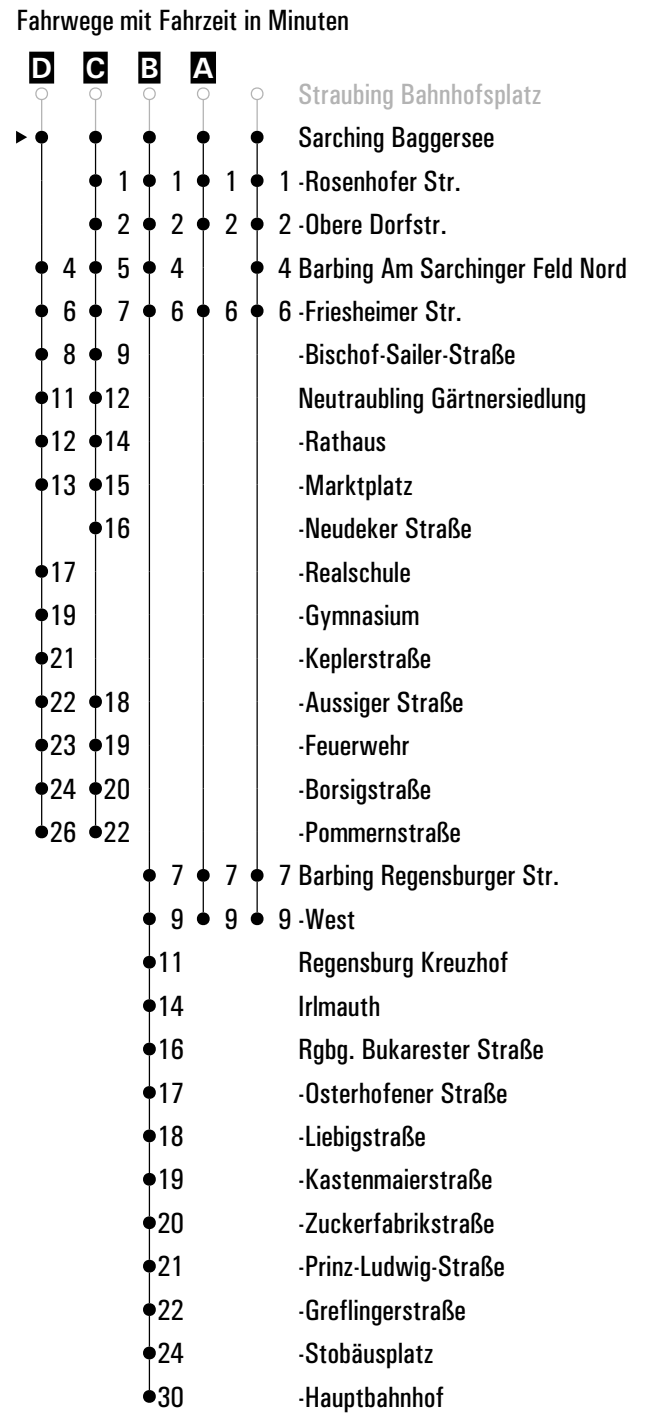 Fahrwege mit Fahrzeit in Minuten
D C B A
Straubing Bahnhofsplatz
Sarching Baggersee
1 1 1 1 -Rosenhofer Str.
2 2 2 2 -Obere Dorfstr.
4 5 4 4 Barbing Am Sarchinger Feld Nord
6 7 6 6 6 -Friesheimer Str.
8 9 -Bischof-Sailer-Straße
11 12 Neutraubling Gärtnersiedlung
12 14 -Rathaus
13 15 -Marktplatz
16 -Neudeker Straße
17 -Realschule
19 -Gymnasium
21 -Keplerstraße
22 18 -Aussiger Straße
23 19 -Feuerwehr
24 20 -Borsigstraße
26 22 -Pommernstraße
7 7 7 Barbing Regensburger Str.
9 9 9 -West
11 Regensburg Kreuzhof
14 Irlmauth
16 Rgbg. Bukarester Straße
17 -Osterhofener Straße
18 -Liebigstraße
19 -Kastenmaierstraße
20 -Zuckerfabrikstraße
21 -Prinz-Ludwig-Straße
22 -Greflingerstraße
24 -Stobäusplatz
30 -Hauptbahnhof